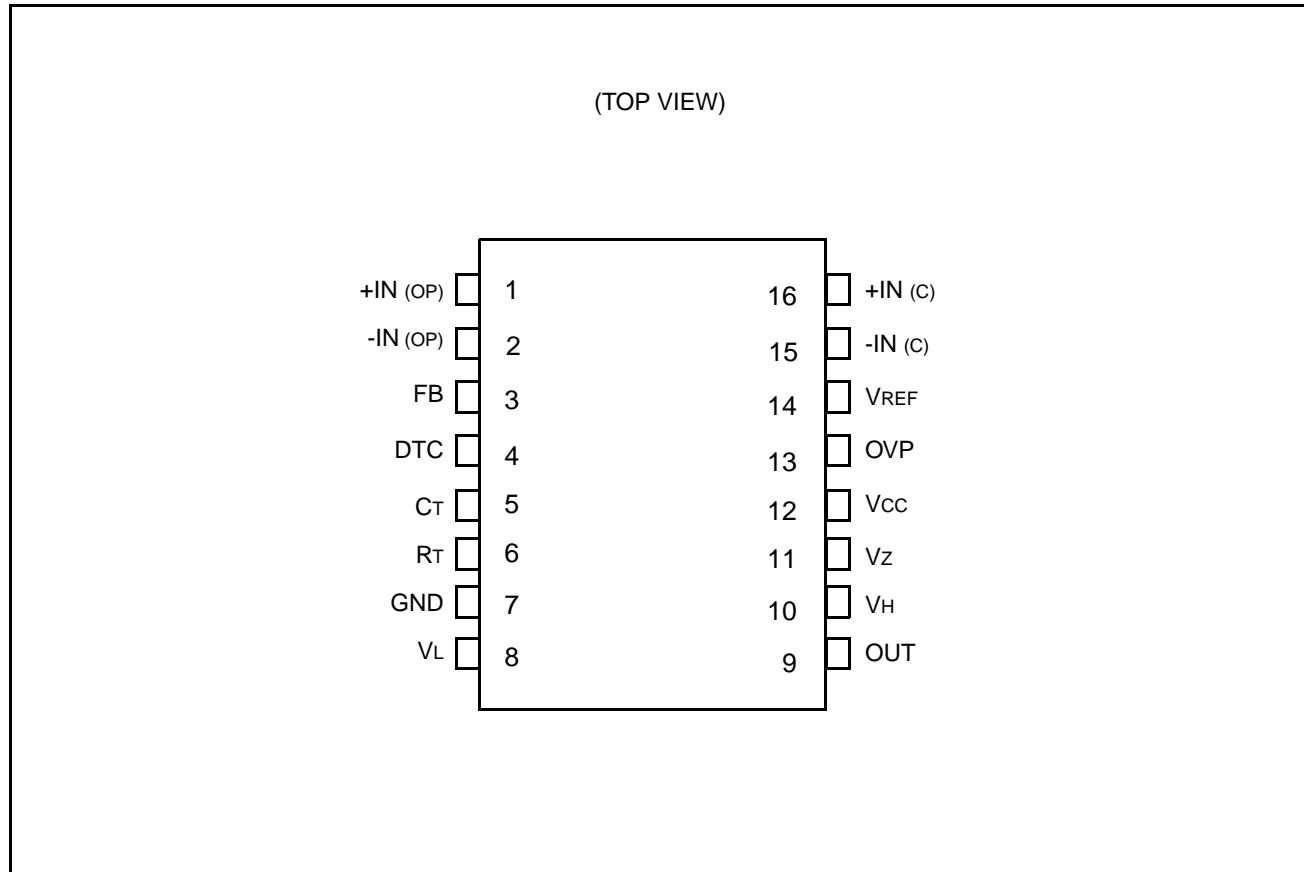 (TOP VIEW)
+IN (OP) 1 16 +IN (C)
-IN (OP) 2 15 -IN (C)
FB 3 14 VREF
DTC 4 13 OVP
CT 5 12 VCC
RT 6 11 VZ
GND 7 10 VH
VL 8 9 OUT